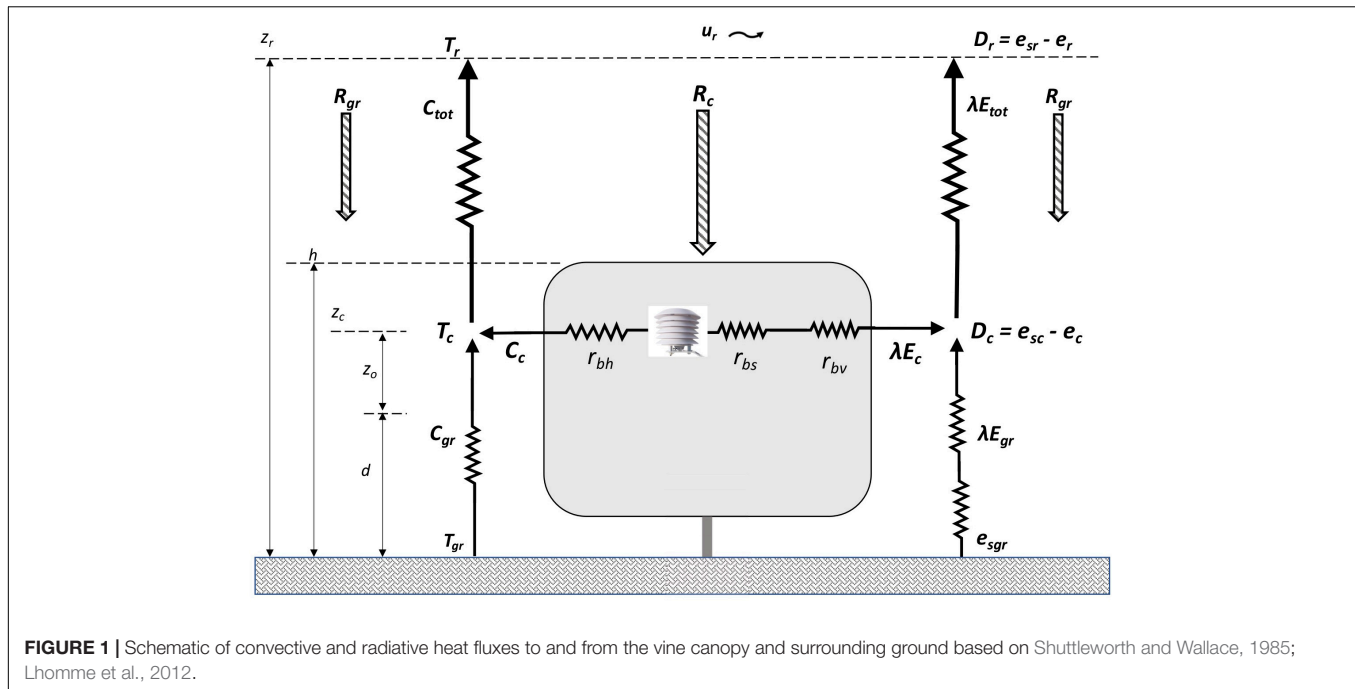 z_r
T_r
u_r
D_r = e_sr - e_r
R_gr
C_tot
R_c
λE_tot
R_gr
h
z_c
T_c
C_c
r_bh
r_bs
r_bv
λE_c
D_c = e_sc - e_c
z_o
C_gr
λE_gr
d
T_gr
e_sgr
FIGURE 1 | Schematic of convective and radiative heat fluxes to and from the vine canopy and surrounding ground based on Shuttleworth and Wallace, 1985;
Lhomme et al., 2012.